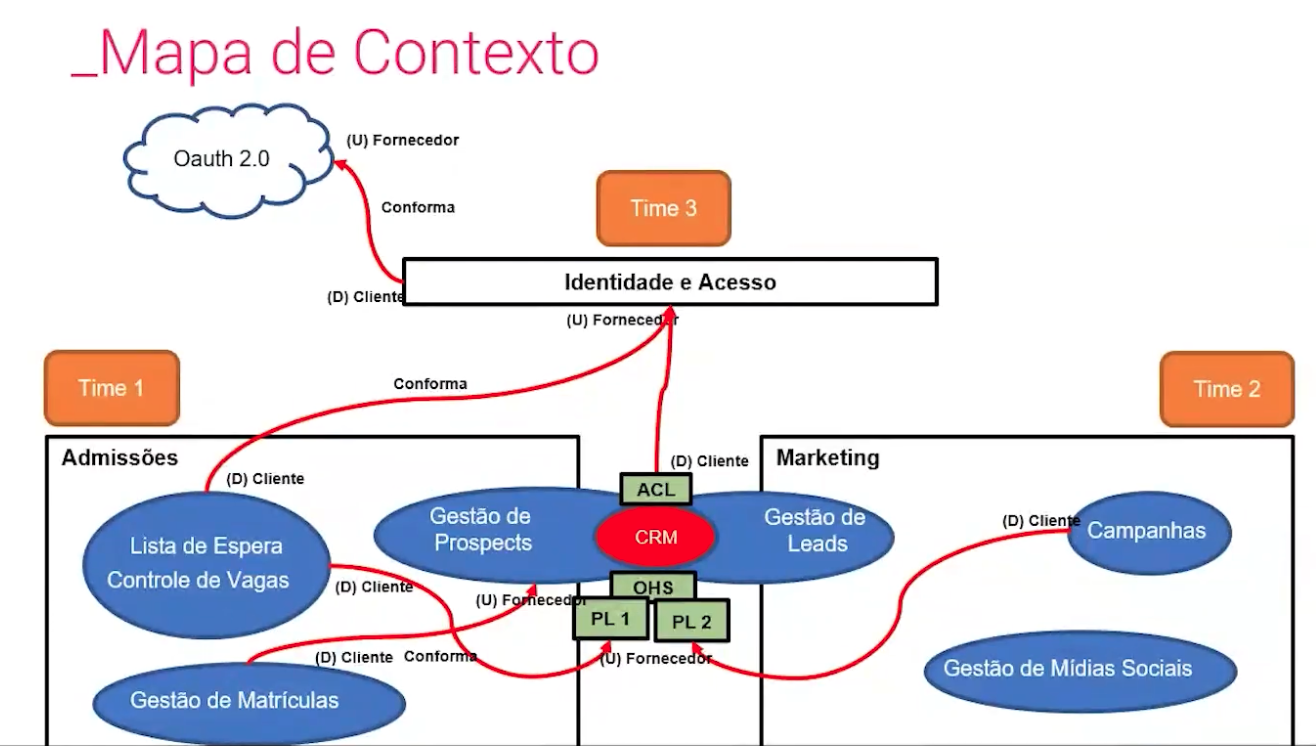 _Mapa de Contexto
Oauth 2.0
(U) Fornecedor
Conforma
Time 3
Identidade e Acesso
(D) Cliente
(U) Fornecedor
Time 1
Conforma
Time 2
Admissões
(D) Cliente
(D) Cliente
Marketing
ACL
Lista de Espera
Controle de Vagas
Gestão de
Prospects
CRM
Gestão de
Leads
(D) Cliente
Campanhas
(D) Cliente
(U) Fornecedor
OHS
PL 1
PL 2
(D) Cliente
Conforma
(U) Fornecedor
Gestão de Matrículas
Gestão de Mídias Sociais